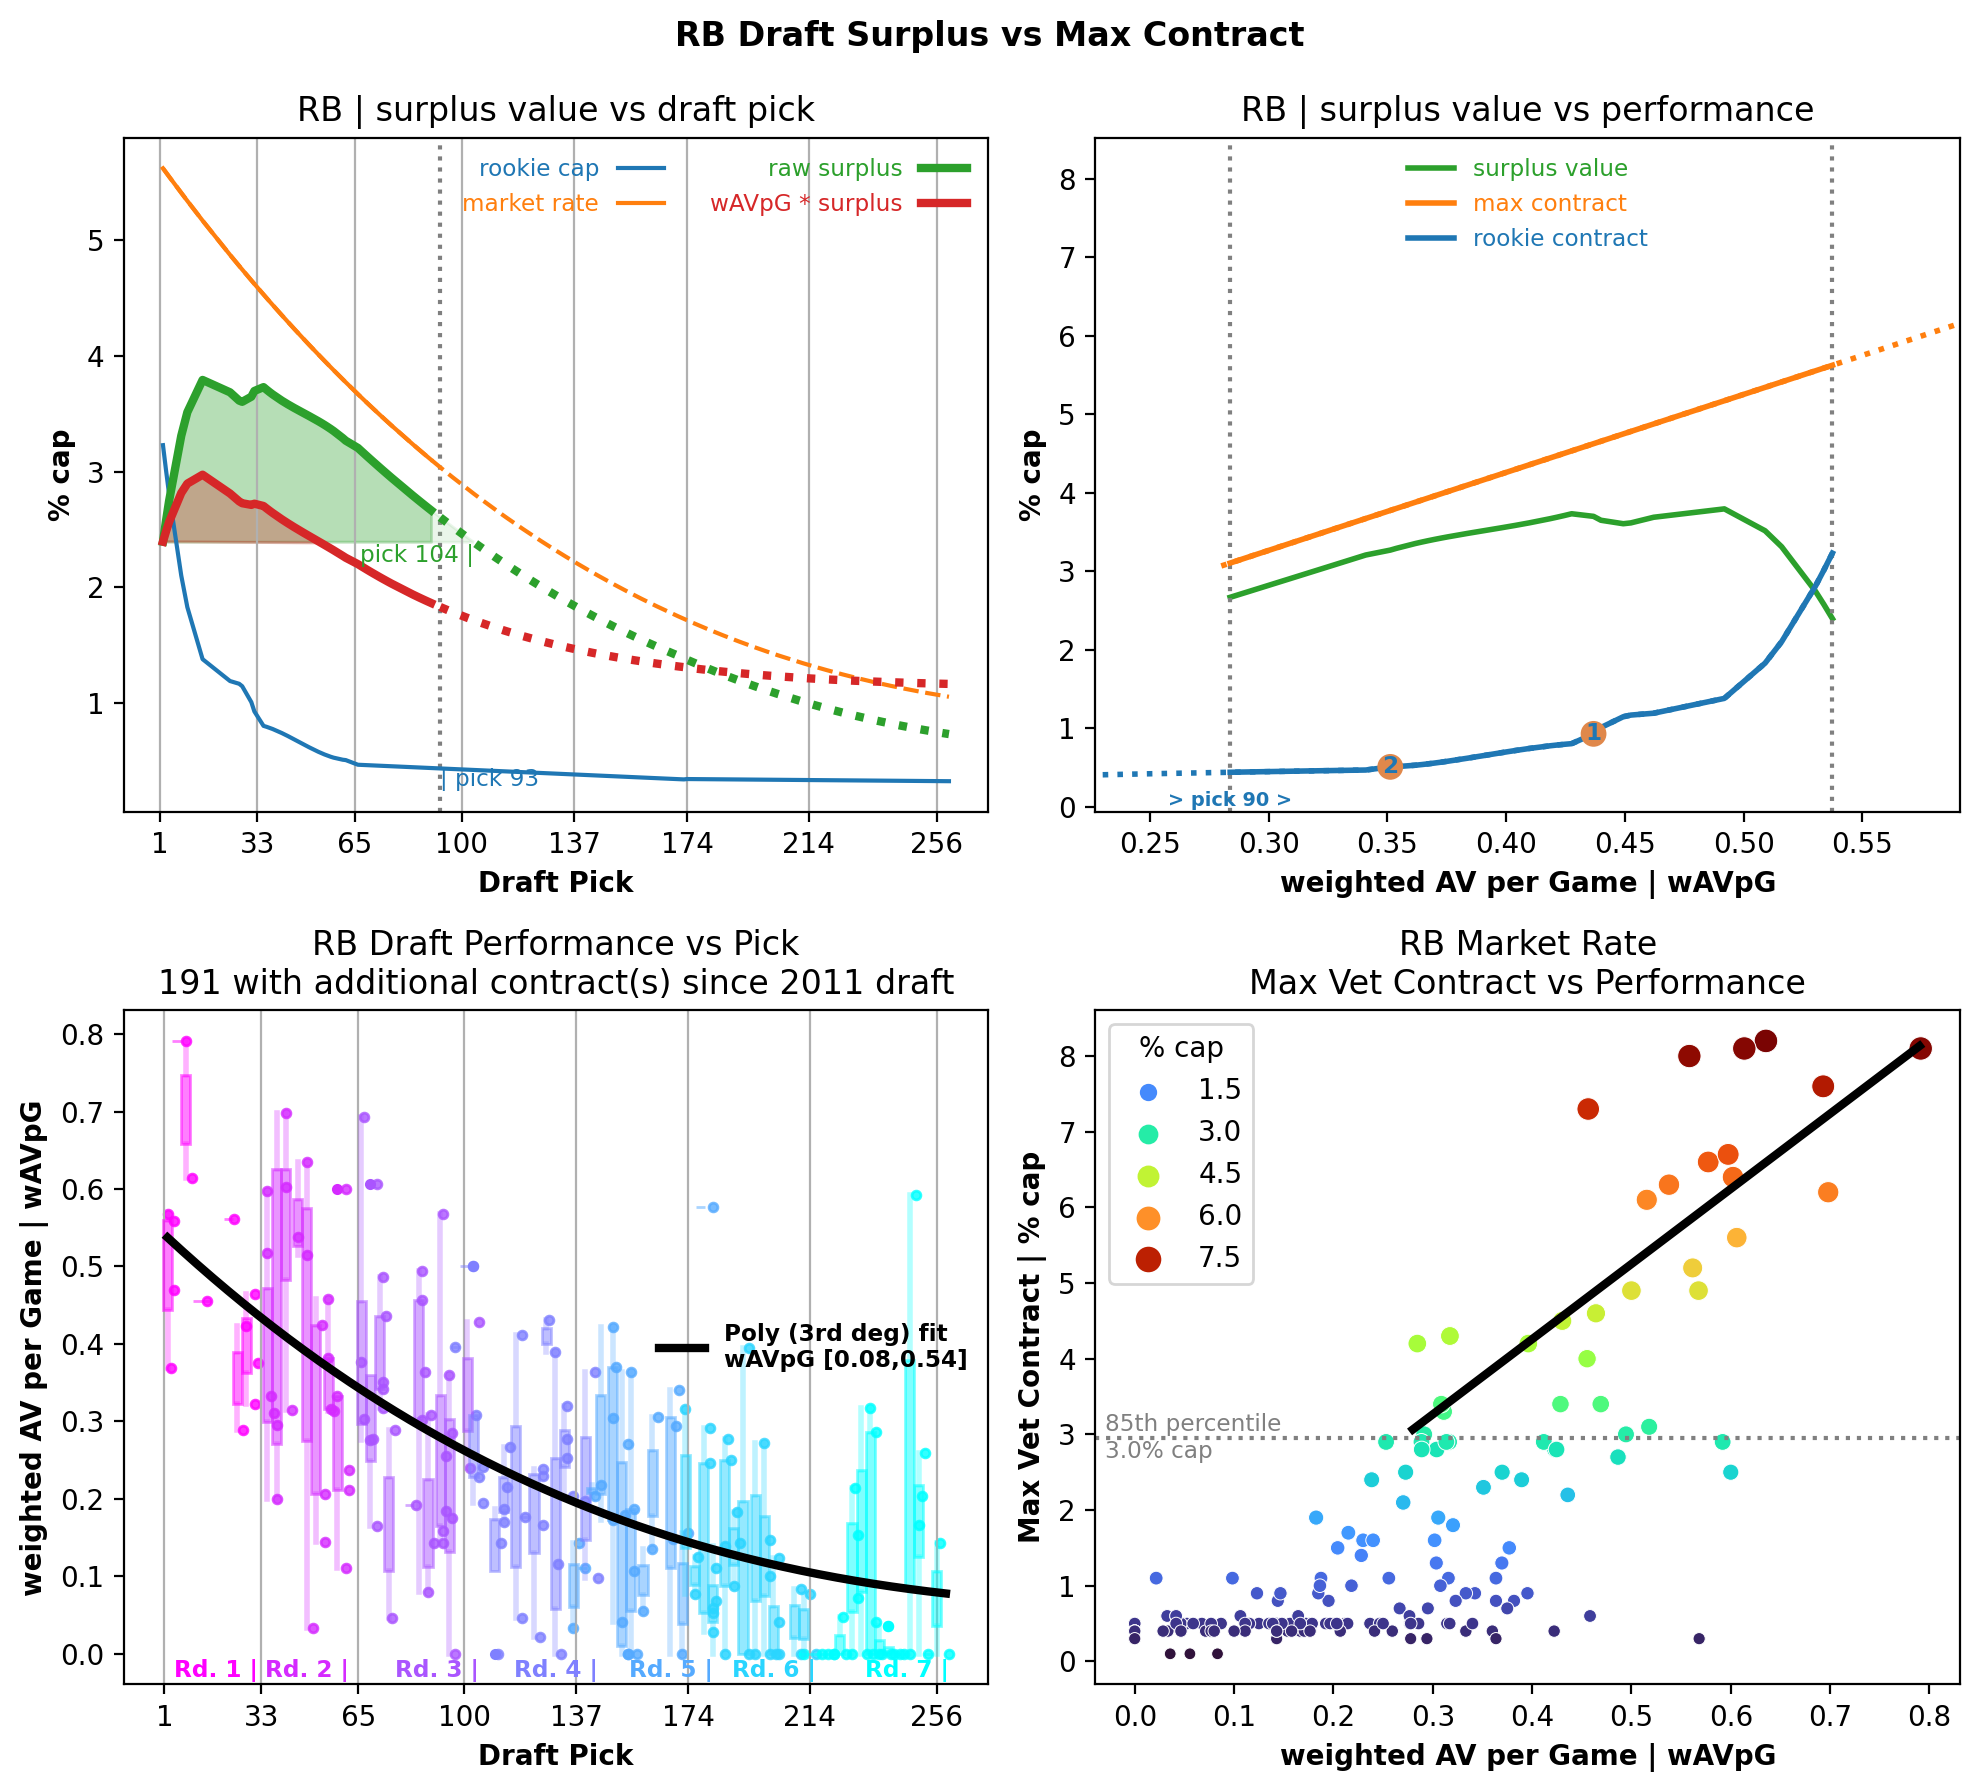 RB Draft Surplus vs Max Contract
RB | surplus value vs draft pick
rookie cap
market rate
raw surplus
wAVpG * surplus
% cap
5
4
3
2
1
pick 104 |
| pick 93
1 33 65 100 137 174 214 256
Draft Pick
RB | surplus value vs performance
surplus value
max contract
rookie contract
% cap
8
7
6
5
4
3
2
1
0
1
2
> pick 90 >
0.25 0.30 0.35 0.40 0.45 0.50 0.55
weighted AV per Game | wAVpG
RB Draft Performance vs Pick
191 with additional contract(s) since 2011 draft
weighted AV per Game | wAVpG
0.8
0.7
0.6
0.5
0.4
0.3
0.2
0.1
0.0
Poly (3rd deg) fit
wAVpG [0.08,0.54]
Rd. 1 | Rd. 2 | Rd. 3 | Rd. 4 | Rd. 5 | Rd. 6 | Rd. 7 |
1 33 65 100 137 174 214 256
Draft Pick
RB Market Rate
Max Vet Contract vs Performance
Max Vet Contract | % cap
8
7
6
5
4
3
2
1
0
% cap
1.5
3.0
4.5
6.0
7.5
85th percentile
3.0% cap
0.0 0.1 0.2 0.3 0.4 0.5 0.6 0.7 0.8
weighted AV per Game | wAVpG